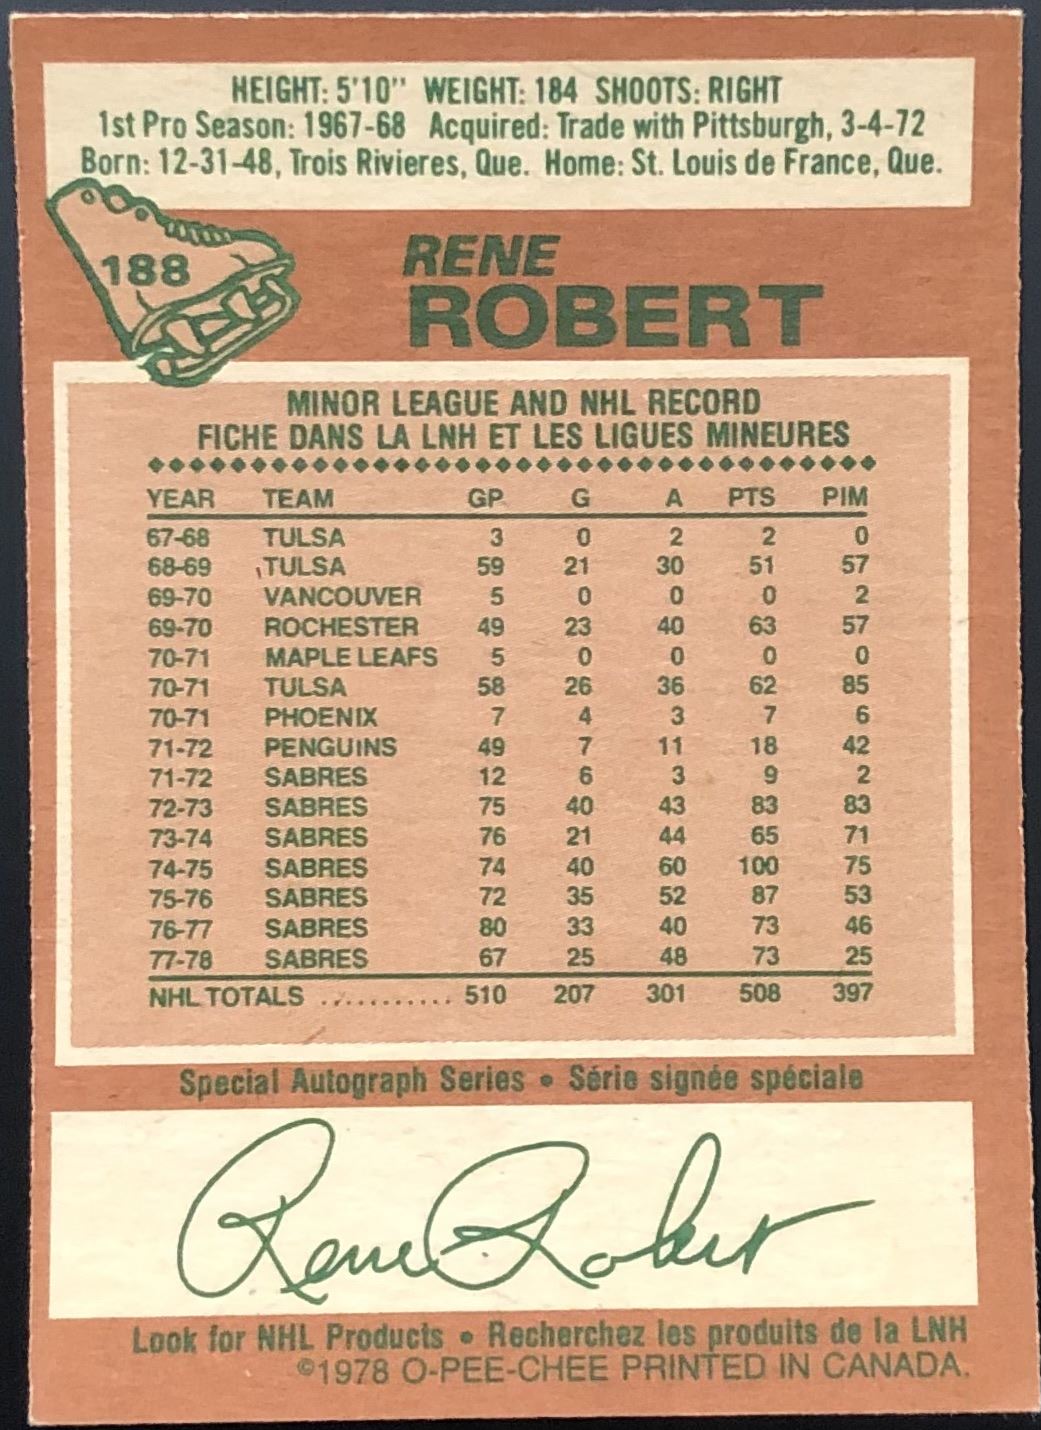 HEIGHT: 5'10" WEIGHT: 184 SHOOTS: RIGHT
1st Pro Season: 1967-68 Acquired: Trade with Pittsburgh, 3-4-72
Born: 12-31-48, Trois Rivieres, Que. Home: St. Louis de France, Que.
188
RENE
ROBERT
MINOR LEAGUE AND NHL RECORD
FICHE DANS LA LNH ET LES LIGUES MINEURES
YEAR TEAM GP G A PTS PIM
67-68 TULSA 3 0 2 2 0
68-69 TULSA 59 21 30 51 57
69-70 VANCOUVER 5 0 0 0 2
69-70 ROCHESTER 49 23 40 63 57
70-71 MAPLE LEAFS 5 0 0 0 0
70-71 TULSA 58 26 36 62 85
70-71 PHOENIX 7 4 3 7 6
71-72 PENGUINS 49 7 11 18 42
71-72 SABRES 12 6 3 9 2
72-73 SABRES 75 40 43 83 83
73-74 SABRES 76 21 44 65 71
74-75 SABRES 74 40 60 100 75
75-76 SABRES 72 35 52 87 53
76-77 SABRES 80 33 40 73 46
77-78 SABRES 67 25 48 73 25
NHL TOTALS ........... 510 207 301 508 397
Special Autograph Series • Série signée spéciale
Rene Robert
Look for NHL Products • Recherchez les produits de la LNH
©1978 O-PEE-CHEE PRINTED IN CANADA.